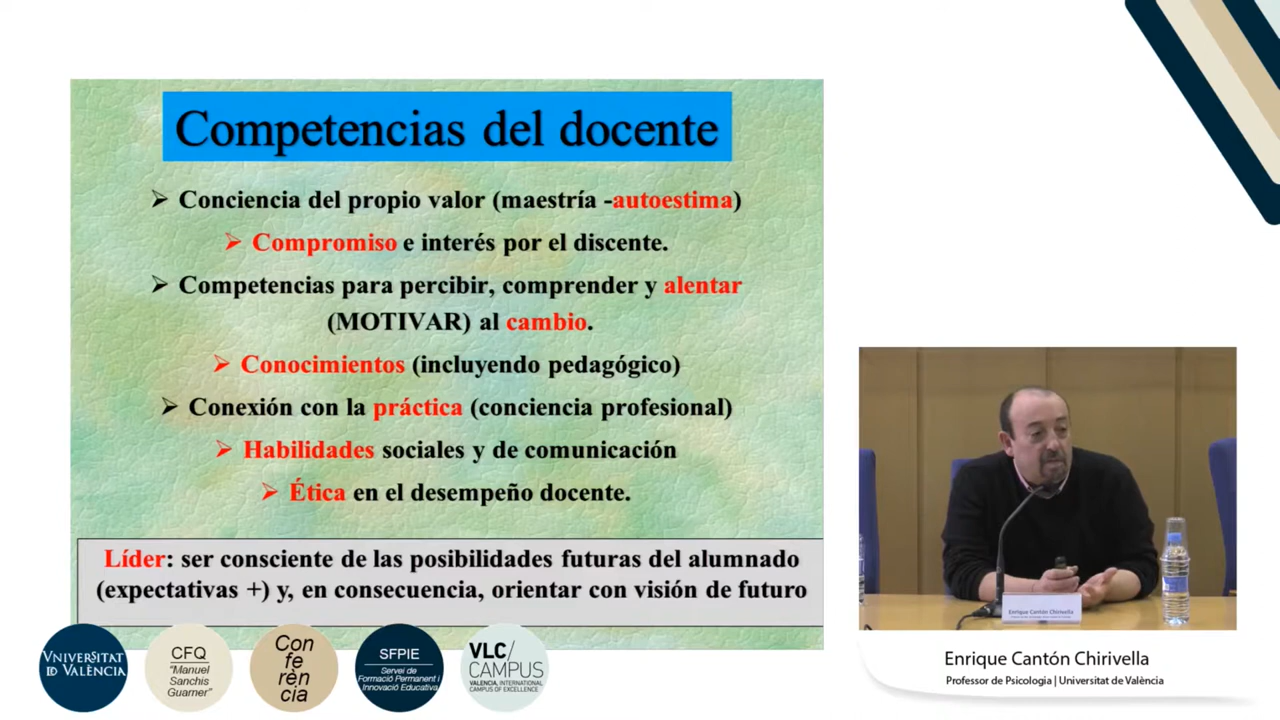 Competencias del docente
➢ Conciencia del propio valor (maestría -autoestima)
➢ Compromiso e interés por el discente.
➢ Competencias para percibir, comprender y alentar
(MOTIVAR) al cambio.
➢ Conocimientos (incluyendo pedagógico)
➢ Conexión con la práctica (conciencia profesional)
➢ Habilidades sociales y de comunicación
➢ Ética en el desempeño docente.
Líder: ser consciente de las posibilidades futuras del alumnado
(expectativas +) y, en consecuencia, orientar con visión de futuro
VNIVERSITAT
D VALÈNCIA
CFQ
"Manuel
Sanchis
Guarner"
Con
fe
rèn
cia
SFPIE
Servei de
Formació Permanent i
Innovació Educativa
VLC/
CAMPUS
VALENCIA, INTERNATIONAL
CAMPUS OF EXCELLENCE
Enrique Cantón Chirivella
Enrique Cantón Chirivella
Professor de Psicologia | Universitat de València